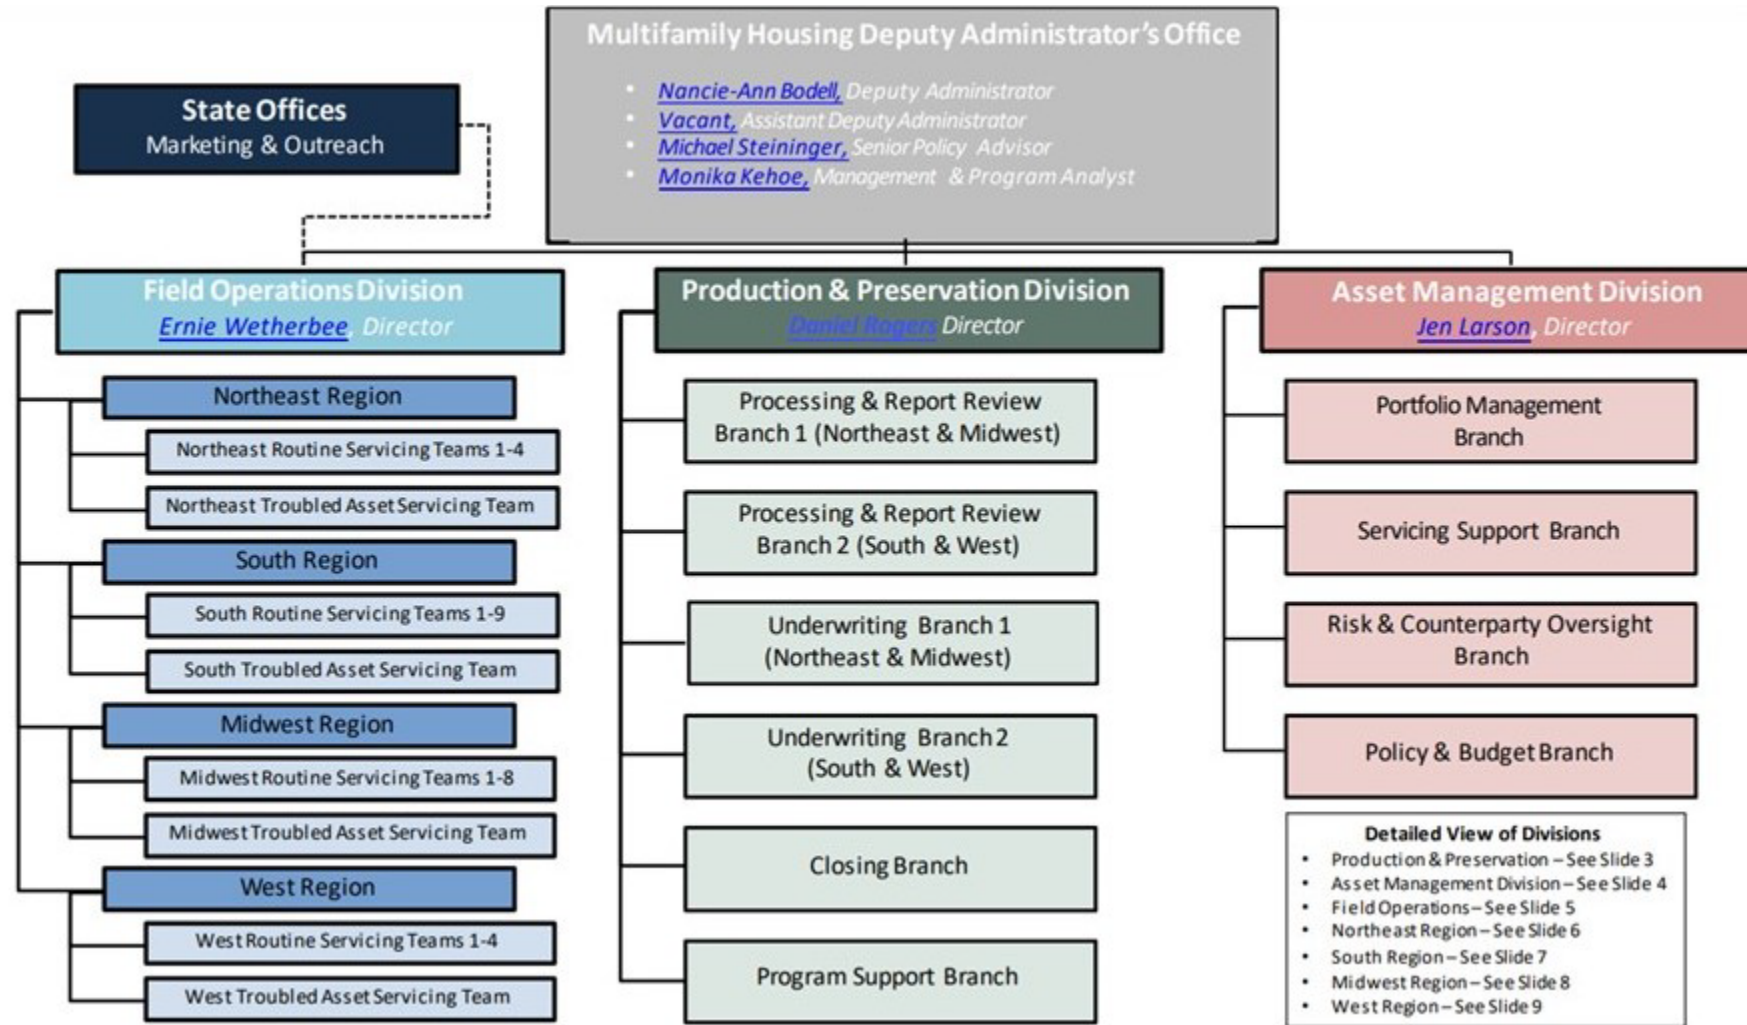 Multifamily Housing Deputy Administrator's Office
• Nancie-Ann Bodell, Deputy Administrator
• Vacant, Assistant Deputy Administrator
• Michael Steininger, Senior Policy Advisor
• Monika Kehoe, Management & Program Analyst
State Offices
Marketing & Outreach
Field Operations Division
Ernie Wetherbee, Director
Northeast Region
Northeast Routine Servicing Teams 1-4
Northeast Troubled Asset Servicing Team
South Region
South Routine Servicing Teams 1-9
South Troubled Asset Servicing Team
Midwest Region
Midwest Routine Servicing Teams 1-8
Midwest Troubled Asset Servicing Team
West Region
West Routine Servicing Teams 1-4
West Troubled Asset Servicing Team
Production & Preservation Division
Daniel Rogers Director
Processing & Report Review
Branch 1 (Northeast & Midwest)
Processing & Report Review
Branch 2 (South & West)
Underwriting Branch 1
(Northeast & Midwest)
Underwriting Branch 2
(South & West)
Closing Branch
Program Support Branch
Asset Management Division
Jen Larson, Director
Portfolio Management
Branch
Servicing Support Branch
Risk & Counterparty Oversight
Branch
Policy & Budget Branch
Detailed View of Divisions
• Production & Preservation – See Slide 3
• Asset Management Division – See Slide 4
• Field Operations – See Slide 5
• Northeast Region – See Slide 6
• South Region – See Slide 7
• Midwest Region – See Slide 8
• West Region – See Slide 9